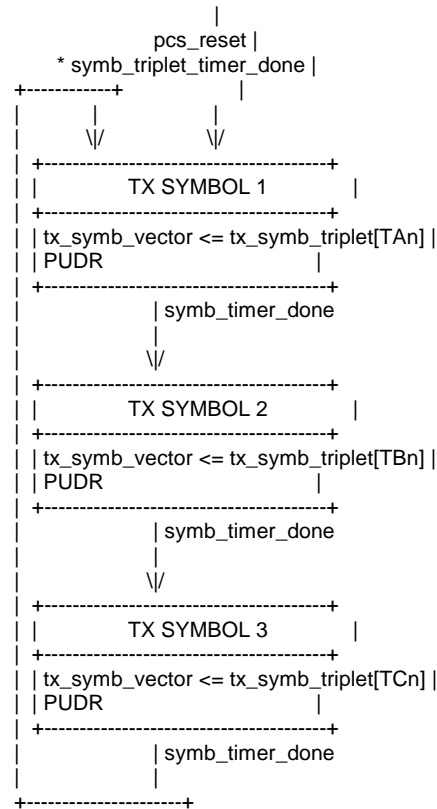 pcs_reset
* symb_triplet_timer_done
TX SYMBOL 1
tx_symb_vector <= tx_symb_triplet[TAn]
PUDR
symb_timer_done
TX SYMBOL 2
tx_symb_vector <= tx_symb_triplet[TBn]
PUDR
symb_timer_done
TX SYMBOL 3
tx_symb_vector <= tx_symb_triplet[TCn]
PUDR
symb_timer_done